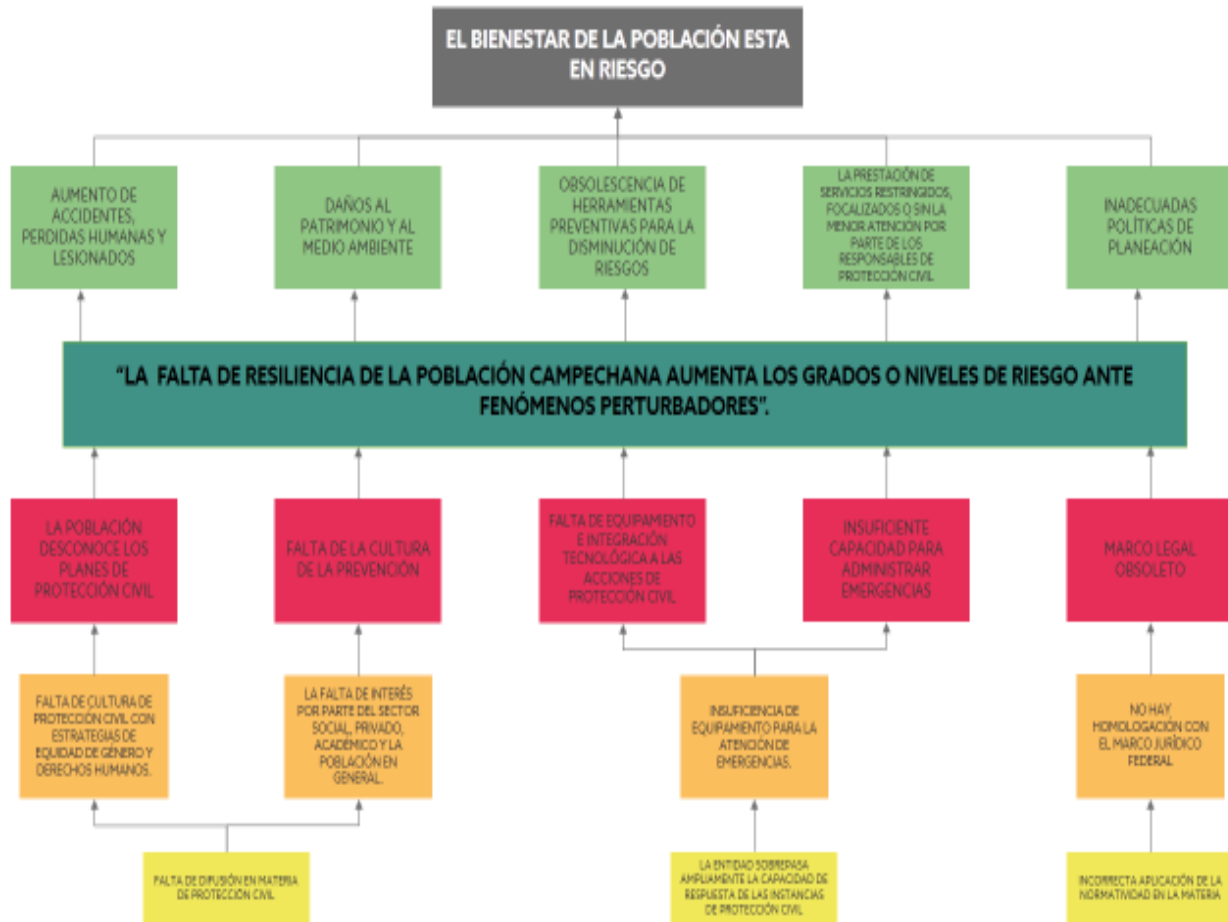 EL BIENESTAR DE LA POBLACIÓN ESTA
EN RIESGO
AUMENTO DE
ACCIDENTES,
PERDIDAS HUMANAS Y
LESIONADOS
DAÑOS AL
PATRIMONIO Y AL
MEDIO AMBIENTE
OBSOLESCENCIA DE
HERRAMIENTAS
PREVENTIVAS PARA LA
DISMINUCIÓN DE
RIESGOS
LA PRESTACIÓN DE
SERVICIOS RESTRINGIDOS,
FOCALIZADOS O SIN LA
MENOR ATENCIÓN POR
PARTE DE LOS
RESPONSABLES DE
PROTECCIÓN CIVIL
INADECUADAS
POLÍTICAS DE
PLANEACIÓN
“LA FALTA DE RESILIENCIA DE LA POBLACIÓN CAMPECHANA AUMENTA LOS GRADOS O NIVELES DE RIESGO ANTE
FENÓMENOS PERTURBADORES”.
LA POBLACIÓN
DESCONOCE LOS
PLANES DE
PROTECCIÓN CIVIL
FALTA DE LA CULTURA
DE LA PREVENCIÓN
FALTA DE EQUIPAMIENTO
E INTEGRACIÓN
TECNOLÓGICA A LAS
ACCIONES DE
PROTECCIÓN CIVIL
INSUFICIENTE
CAPACIDAD PARA
ADMINISTRAR
EMERGENCIAS
MARCO LEGAL
OBSOLETO
FALTA DE CULTURA DE
PROTECCIÓN CIVIL CON
ESTRATEGIAS DE
EQUIDAD DE GÉNERO Y
DERECHOS HUMANOS.
LA FALTA DE INTERÉS
POR PARTE DEL SECTOR
SOCIAL, PRIVADO,
ACADÉMICO Y LA
POBLACIÓN EN
GENERAL.
INSUFICIENCIA DE
EQUIPAMIENTO PARA LA
ATENCIÓN DE
EMERGENCIAS.
NO HAY
HOMOLOGACIÓN CON
EL MARCO JURÍDICO
FEDERAL
FALTA DE DIFUSIÓN EN MATERIA
DE PROTECCIÓN CIVIL
LA ENTIDAD SOBREPASA
AMPLIAMENTE LA CAPACIDAD DE
RESPUESTA DE LAS INSTANCIAS
DE PROTECCIÓN CIVIL
INCORRECTA APLICACIÓN DE LA
NORMATIVIDAD EN LA MATERIA